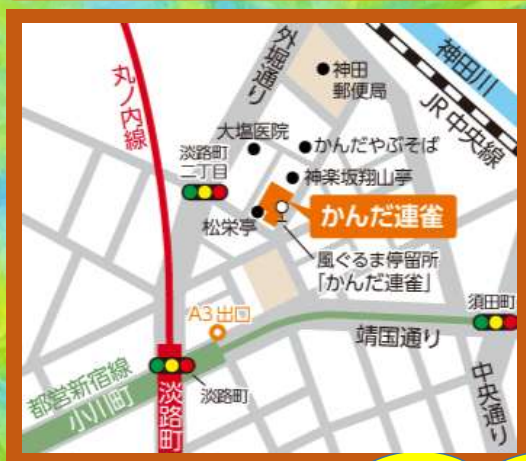 外堀通り
神田
郵便局
神田川
JR中央線
丸ノ内線
大塩医院
かんだやぶそば
淡路町
二丁目
神楽坂翔山亭
松栄亭
かんだ連雀
風ぐるま停留所
「かんだ連雀」
A3出口
須田町
靖国通り
都営新宿線
小川町
淡路町
淡路町
中央通り